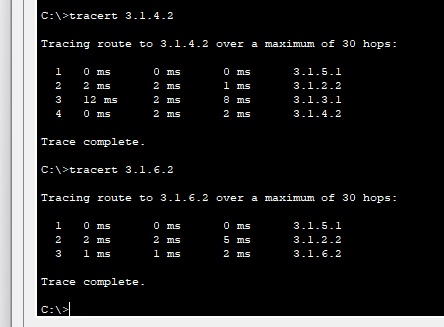 C:\>tracert 3.1.4.2
Tracing route to 3.1.4.2 over a maximum of 30 hops:
1 0 ms 0 ms 0 ms 3.1.5.1
2 2 ms 2 ms 1 ms 3.1.2.2
3 12 ms 2 ms 8 ms 3.1.3.1
4 0 ms 2 ms 2 ms 3.1.4.2
Trace complete.
C:\>tracert 3.1.6.2
Tracing route to 3.1.6.2 over a maximum of 30 hops:
1 0 ms 0 ms 0 ms 3.1.5.1
2 2 ms 2 ms 5 ms 3.1.2.2
3 1 ms 1 ms 2 ms 3.1.6.2
Trace complete.
C:\>